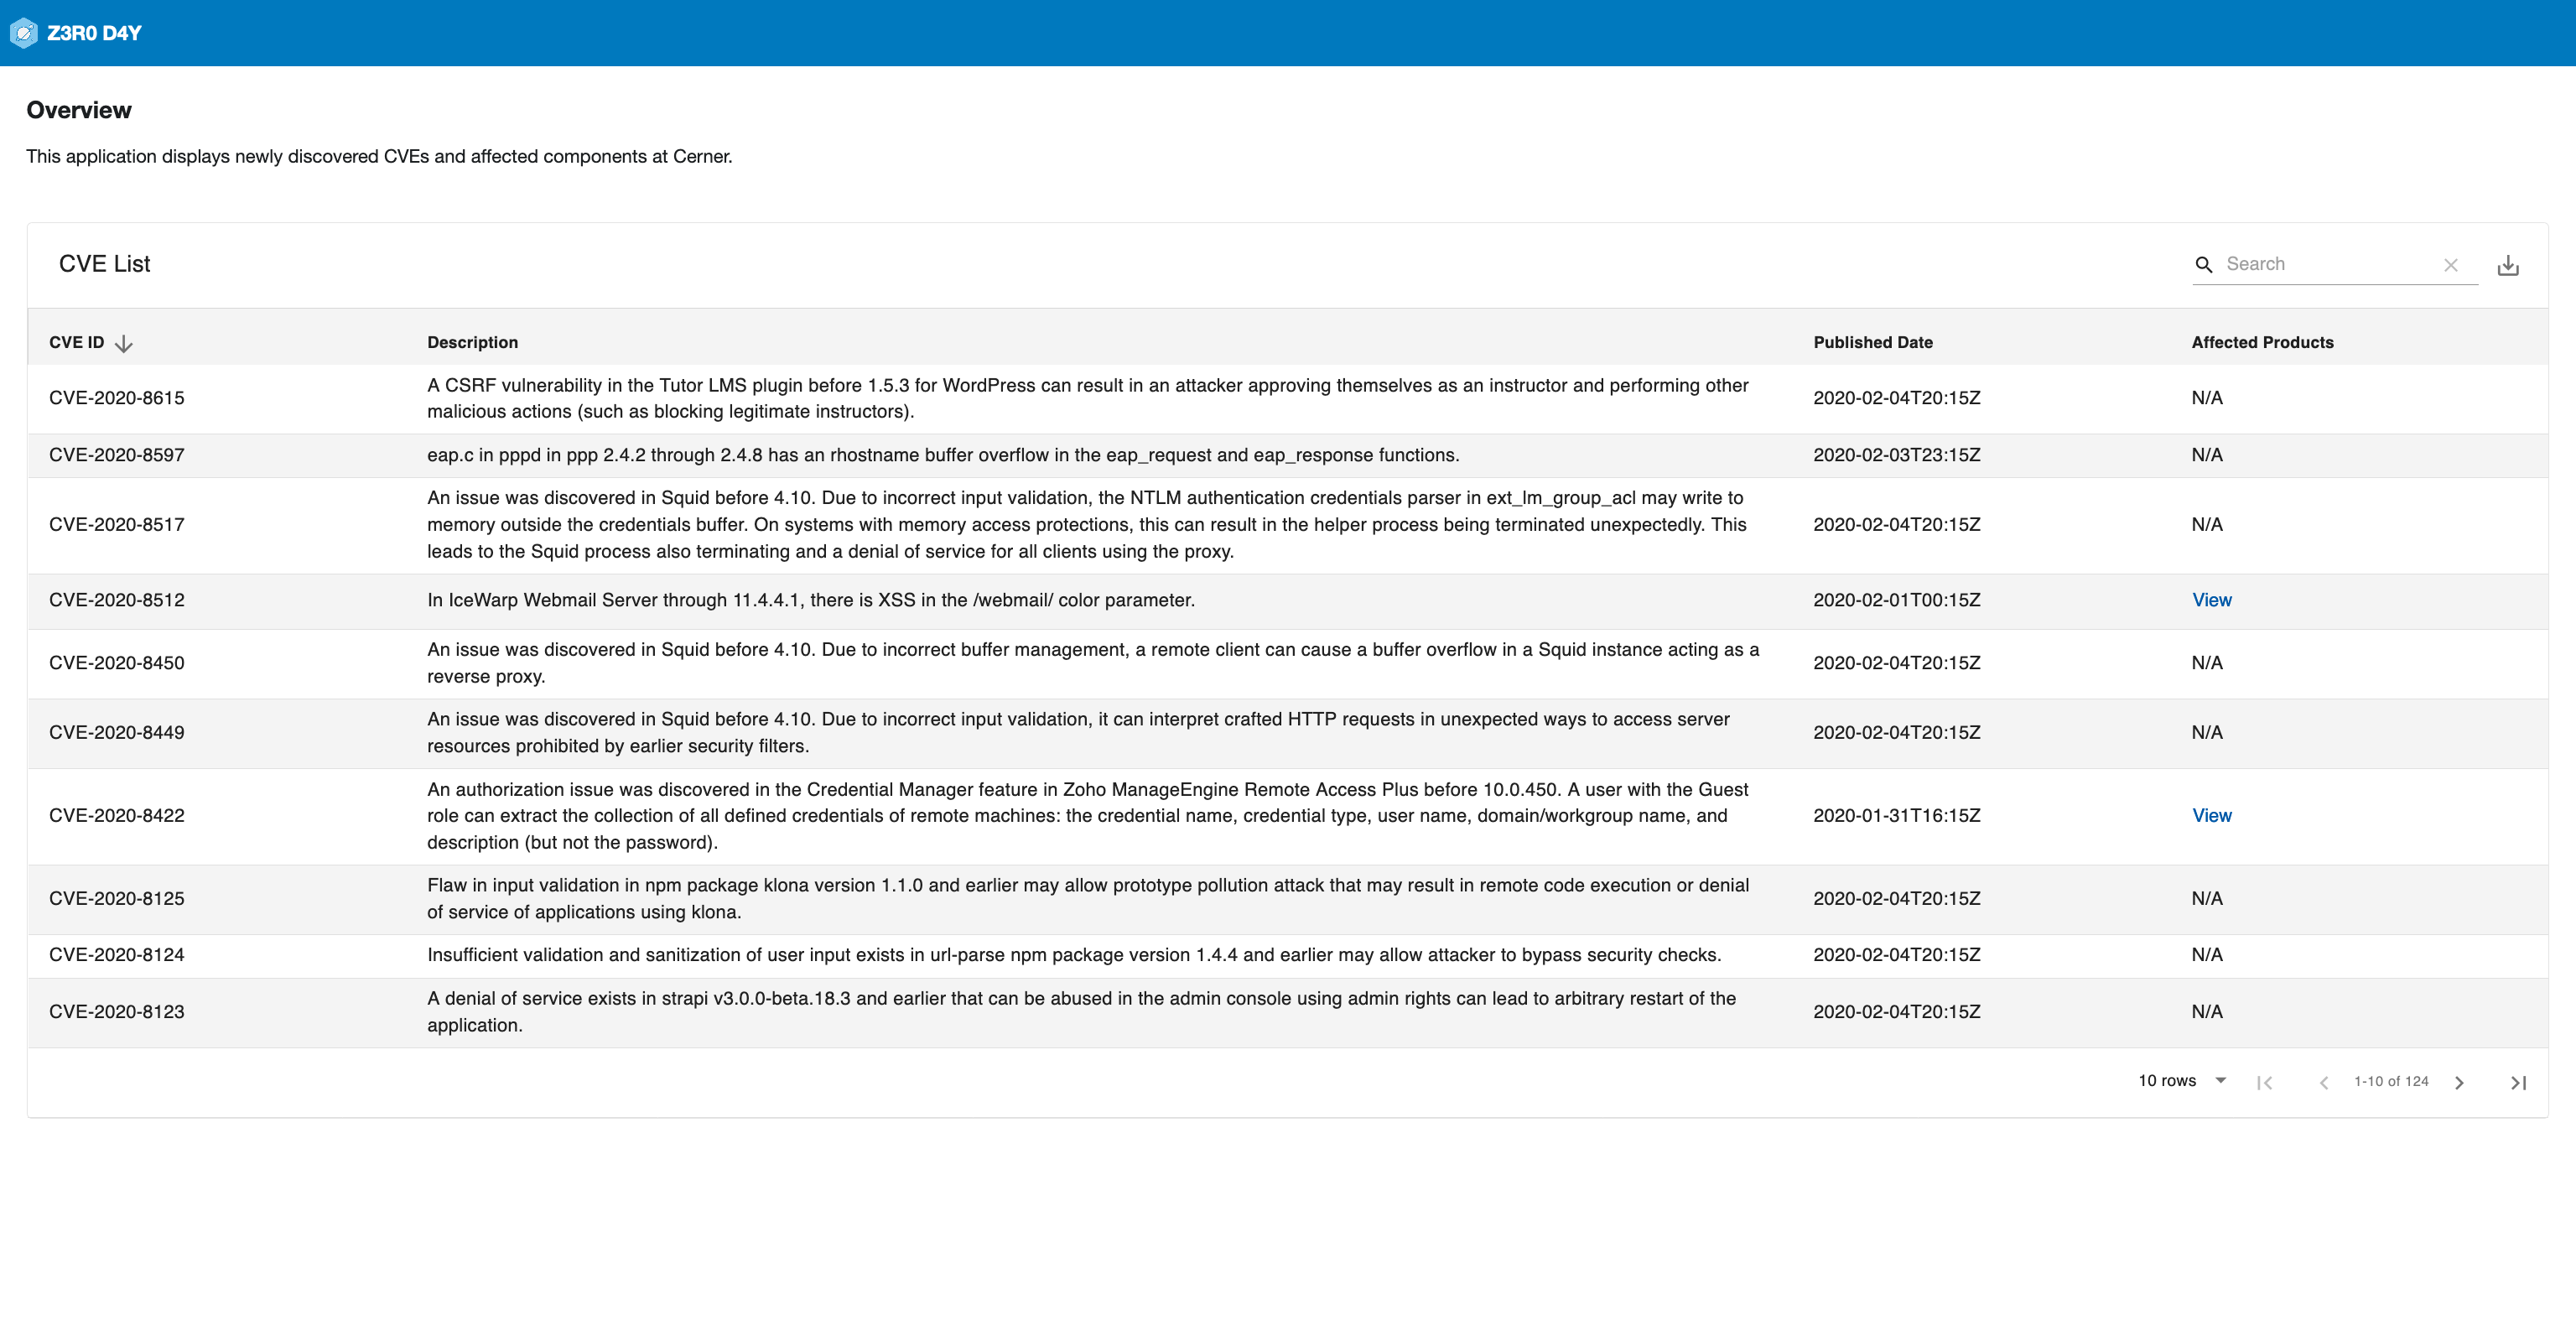 Z3R0 D4Y
Overview
This application displays newly discovered CVEs and affected components at Cerner.
CVE List
Search
CVE ID Description Published Date Affected Products
CVE-2020-8615 A CSRF vulnerability in the Tutor LMS plugin before 1.5.3 for WordPress can result in an attacker approving themselves as an instructor and performing other 2020-02-04T20:15Z N/A
malicious actions (such as blocking legitimate instructors).
CVE-2020-8597 eap.c in pppd in ppp 2.4.2 through 2.4.8 has an rhostname buffer overflow in the eap_request and eap_response functions. 2020-02-03T23:15Z N/A
An issue was discovered in Squid before 4.10. Due to incorrect input validation, the NTLM authentication credentials parser in ext_lm_group_acl may write to
CVE-2020-8517 memory outside the credentials buffer. On systems with memory access protections, this can result in the helper process being terminated unexpectedly. This 2020-02-04T20:15Z N/A
leads to the Squid process also terminating and a denial of service for all clients using the proxy.
CVE-2020-8512 In IceWarp Webmail Server through 11.4.4.1, there is XSS in the /webmail/ color parameter. 2020-02-01T00:15Z View
CVE-2020-8450 An issue was discovered in Squid before 4.10. Due to incorrect buffer management, a remote client can cause a buffer overflow in a Squid instance acting as a 2020-02-04T20:15Z N/A
reverse proxy.
CVE-2020-8449 An issue was discovered in Squid before 4.10. Due to incorrect input validation, it can interpret crafted HTTP requests in unexpected ways to access server 2020-02-04T20:15Z N/A
resources prohibited by earlier security filters.
An authorization issue was discovered in the Credential Manager feature in Zoho ManageEngine Remote Access Plus before 10.0.450. A user with the Guest
CVE-2020-8422 role can extract the collection of all defined credentials of remote machines: the credential name, credential type, user name, domain/workgroup name, and 2020-01-31T16:15Z View
description (but not the password).
CVE-2020-8125 Flaw in input validation in npm package klona version 1.1.0 and earlier may allow prototype pollution attack that may result in remote code execution or denial 2020-02-04T20:15Z N/A
of service of applications using klona.
CVE-2020-8124 Insufficient validation and sanitization of user input exists in url-parse npm package version 1.4.4 and earlier may allow attacker to bypass security checks. 2020-02-04T20:15Z N/A
CVE-2020-8123 A denial of service exists in strapi v3.0.0-beta.18.3 and earlier that can be abused in the admin console using admin rights can lead to arbitrary restart of the 2020-02-04T20:15Z N/A
application.
10 rows 1-10 of 124